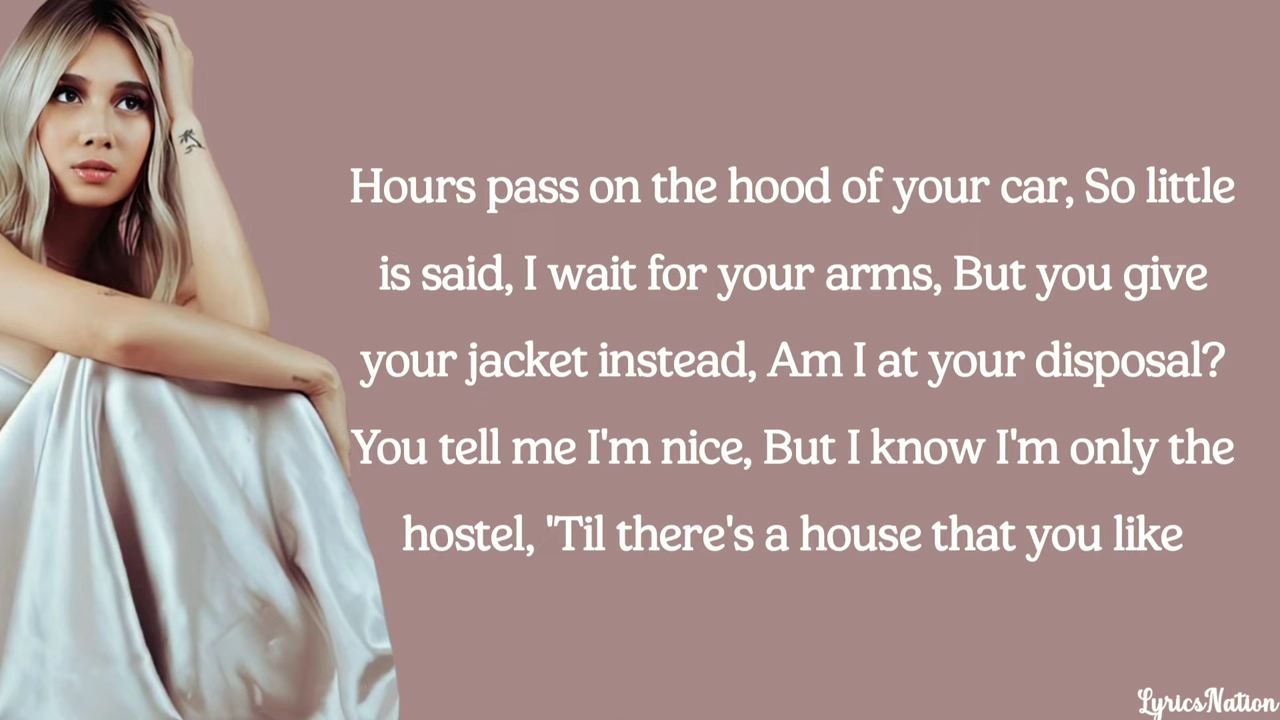 Hours pass on the hood of your car, So little
is said, I wait for your arms, But you give
your jacket instead, Am I at your disposal?
You tell me I'm nice, But I know I'm only the
hostel, 'Til there's a house that you like
LyricsNation